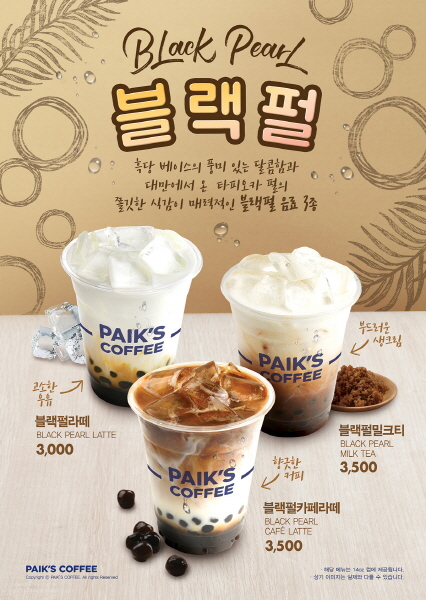 BLack PearL
블랙펄
흑당 베이스의 풍미 있는 달콤함과
대만에서 온 타피오카 펄의
쫄깃한 식감이 매력적인 블랙펄 음료 3종
PAIK'S
COFFEE
PAIK'S
COFFEE
부드러운
생크림
고소한
우유
블랙펄라떼
BLACK PEARL LATTE
3,000
블랙펄밀크티
BLACK PEARL
MILK TEA
3,500
PAIK'S
COFFEE
향긋한
커피
블랙펄카페라떼
BLACK PEARL
CAFÉ LATTE
3,500
PAIK'S COFFEE
Copyright ⓒ PAIK'S COFFEE. All rights Reserved
· 해당 메뉴는 14oz 컵에 제공됩니다.
상기 이미지는 실제와 다를 수 있습니다.